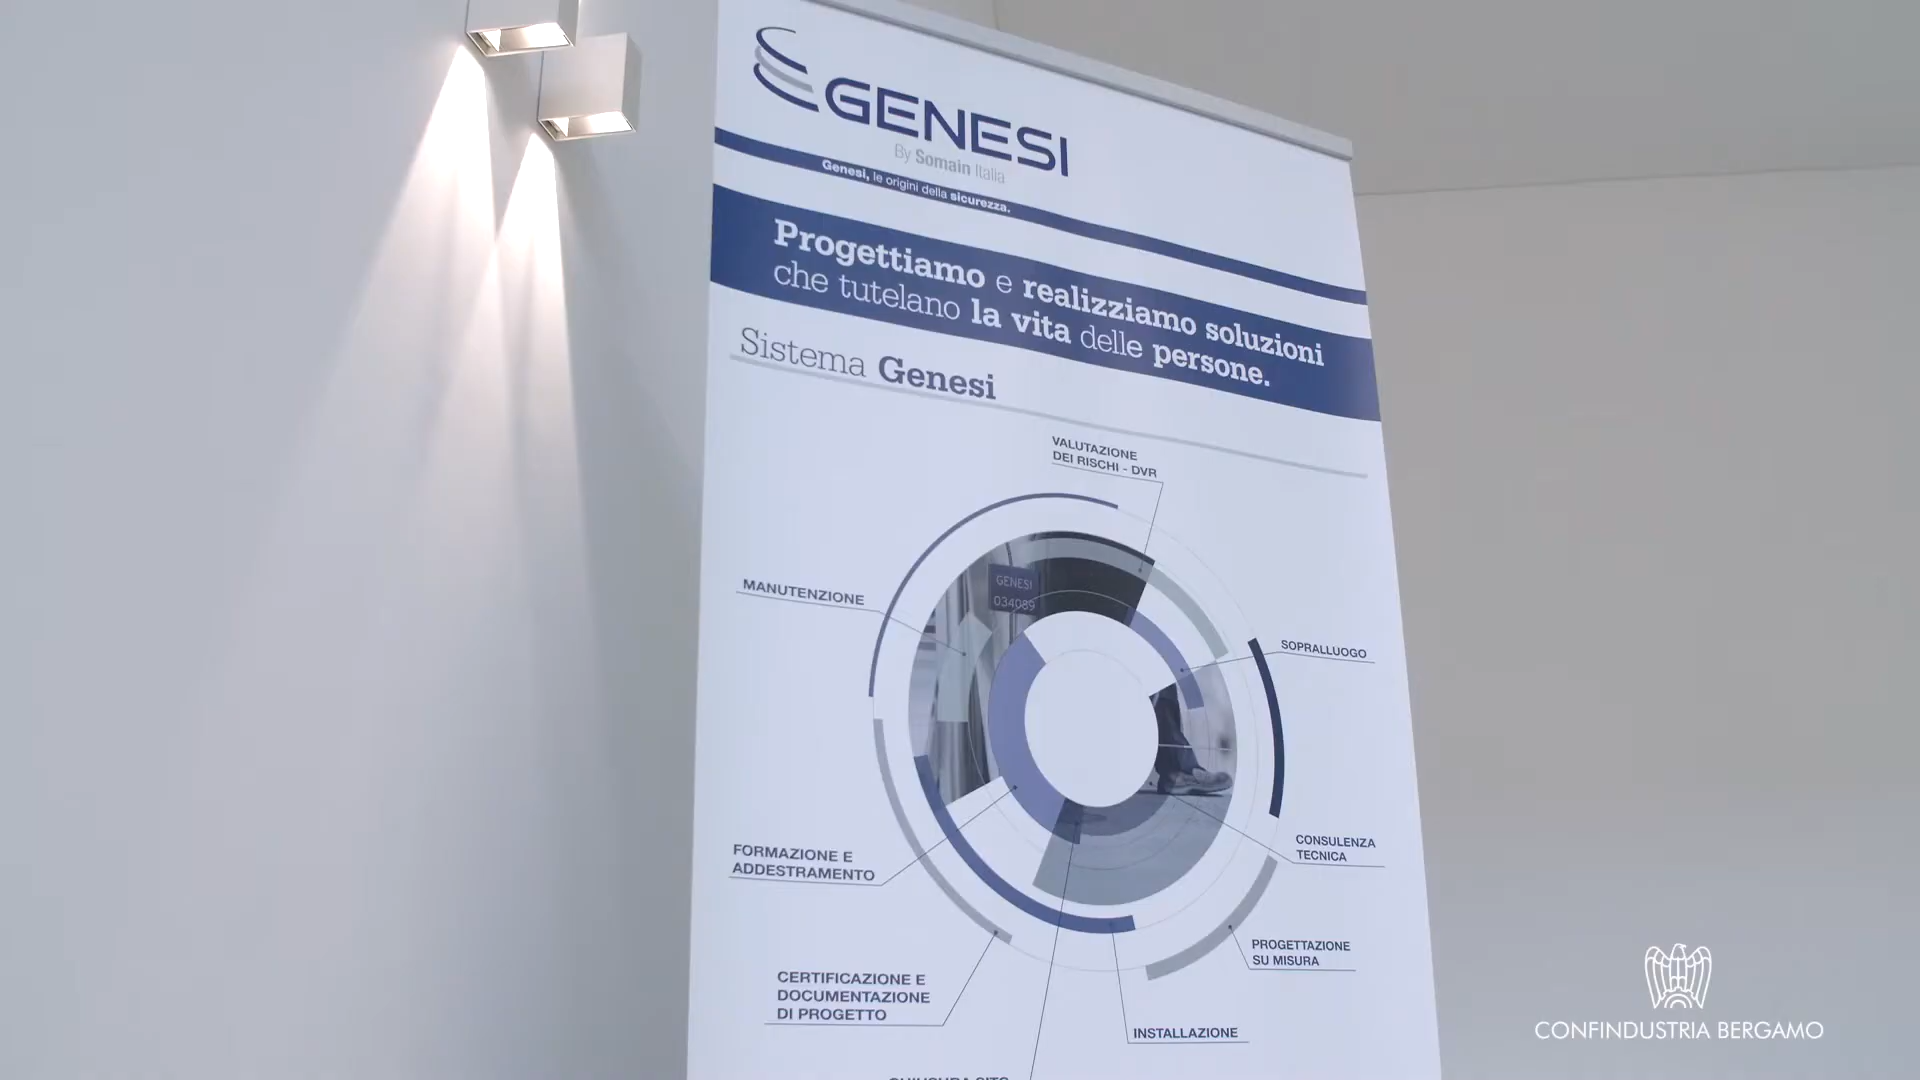 GENESI
By Somain Italia
Genesi, le origini della sicurezza.
Progettiamo e realizziamo soluzioni
che tutelano la vita delle persone.
Sistema Genesi
VALUTAZIONE
DEI RISCHI - DVR
GENESI
034089
MANUTENZIONE
SOPRALLUOGO
CONSULENZA
TECNICA
FORMAZIONE E
ADDESTRAMENTO
PROGETTAZIONE
SU MISURA
CERTIFICAZIONE E
DOCUMENTAZIONE
DI PROGETTO
INSTALLAZIONE
CONFINDUSTRIA BERGAMO